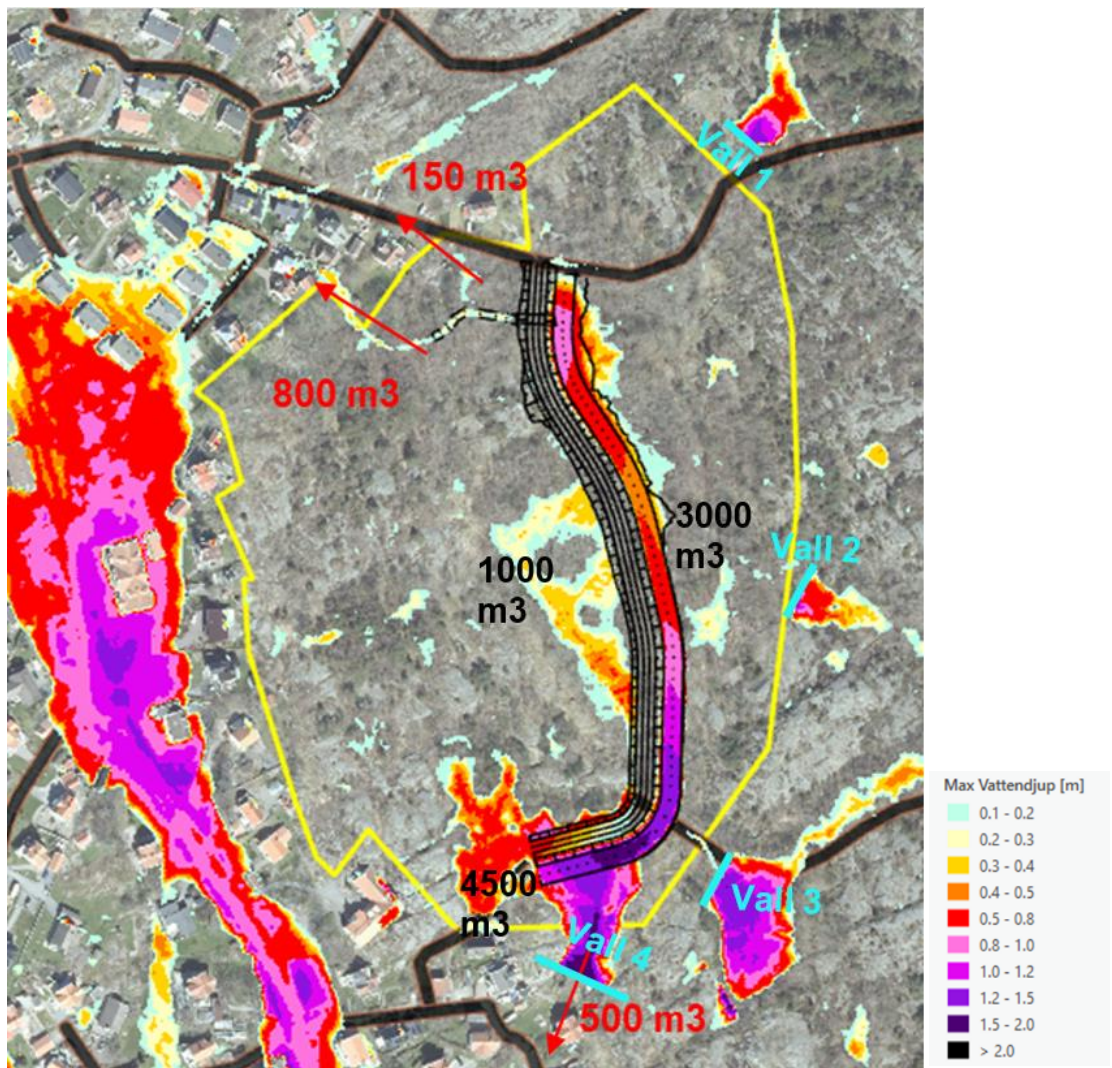 Vall 1
150 m3
800 m3
3000
m3
Vall 2
1000
m3
4500
m3
Vall 3
Vall 4
500 m3
Max Vattendjup [m]
0.1 - 0.2
0.2 - 0.3
0.3 - 0.4
0.4 - 0.5
0.5 - 0.8
0.8 - 1.0
1.0 - 1.2
1.2 - 1.5
1.5 - 2.0
> 2.0